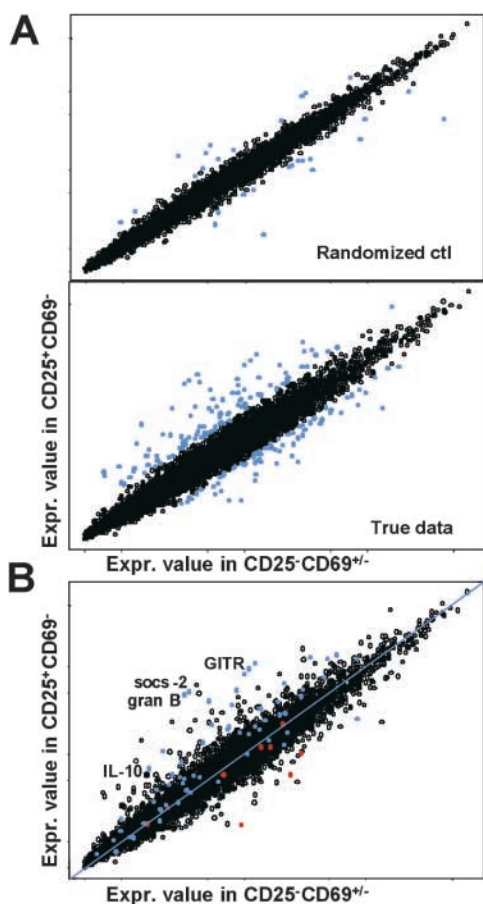 A
Randomized ctl
Expr. value in CD25⁺CD69⁻
True data
Expr. value in CD25⁻CD69⁺/⁻
B
GITR
socs -2
gran B
IL-10
Expr. value in CD25⁺CD69⁻
Expr. value in CD25⁻CD69⁺/⁻